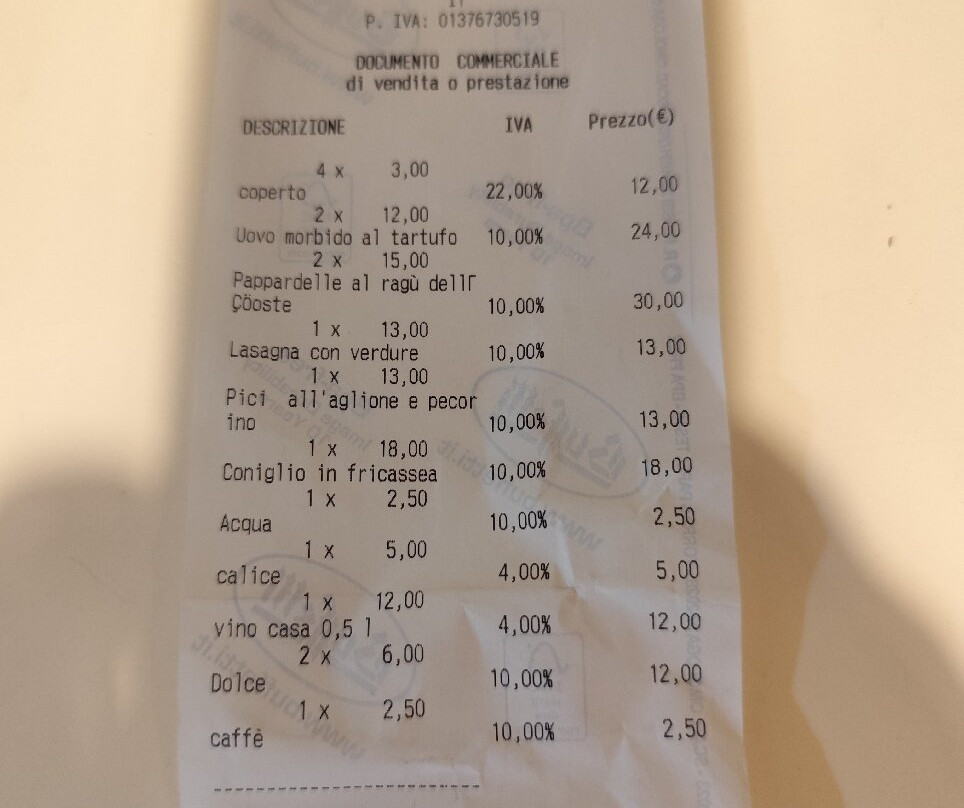 IT
P. IVA: 01376730519
DOCUMENTO COMMERCIALE
di vendita o prestazione
DESCRIZIONE IVA Prezzo(€)
4 x 3,00
coperto 22,00% 12,00
2 x 12,00
Uovo morbido al tartufo 10,00% 24,00
2 x 15,00
Pappardelle al ragù dellΓ
Çöoste 10,00% 30,00
1 x 13,00
Lasagna con verdure 10,00% 13,00
1 x 13,00
Pici all'aglione e pecor
ino 10,00% 13,00
1 x 18,00
Coniglio in fricassea 10,00% 18,00
1 x 2,50
Acqua 10,00% 2,50
1 x 5,00
calice 4,00% 5,00
1 x 12,00
vino casa 0,5 l 4,00% 12,00
2 x 6,00
Dolce 10,00% 12,00
1 x 2,50
caffè 10,00% 2,50